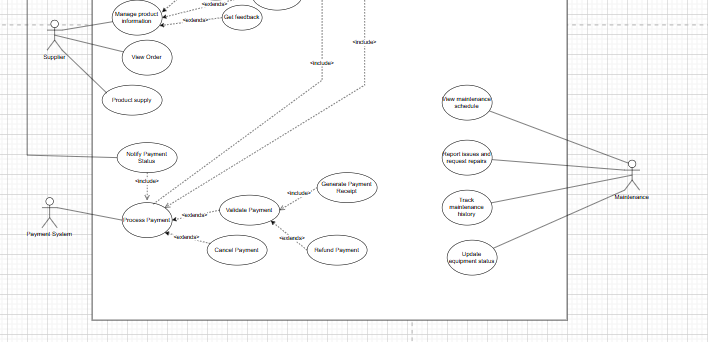 <extends>
Manage product
information
<extends>
Get feedback
<include>
Supplier
View Order
<include>
Product supply
View maintenance
schedule
Notify Payment
Status
Report issues and
request repairs
<include>
Generate Payment
Receipt
<include>
Maintenance
Track
maintenance
history
Process Payment
<extends>
Validate Payment
Payment System
<extends>
Cancel Payment
<extends>
Refund Payment
Update
equipment status